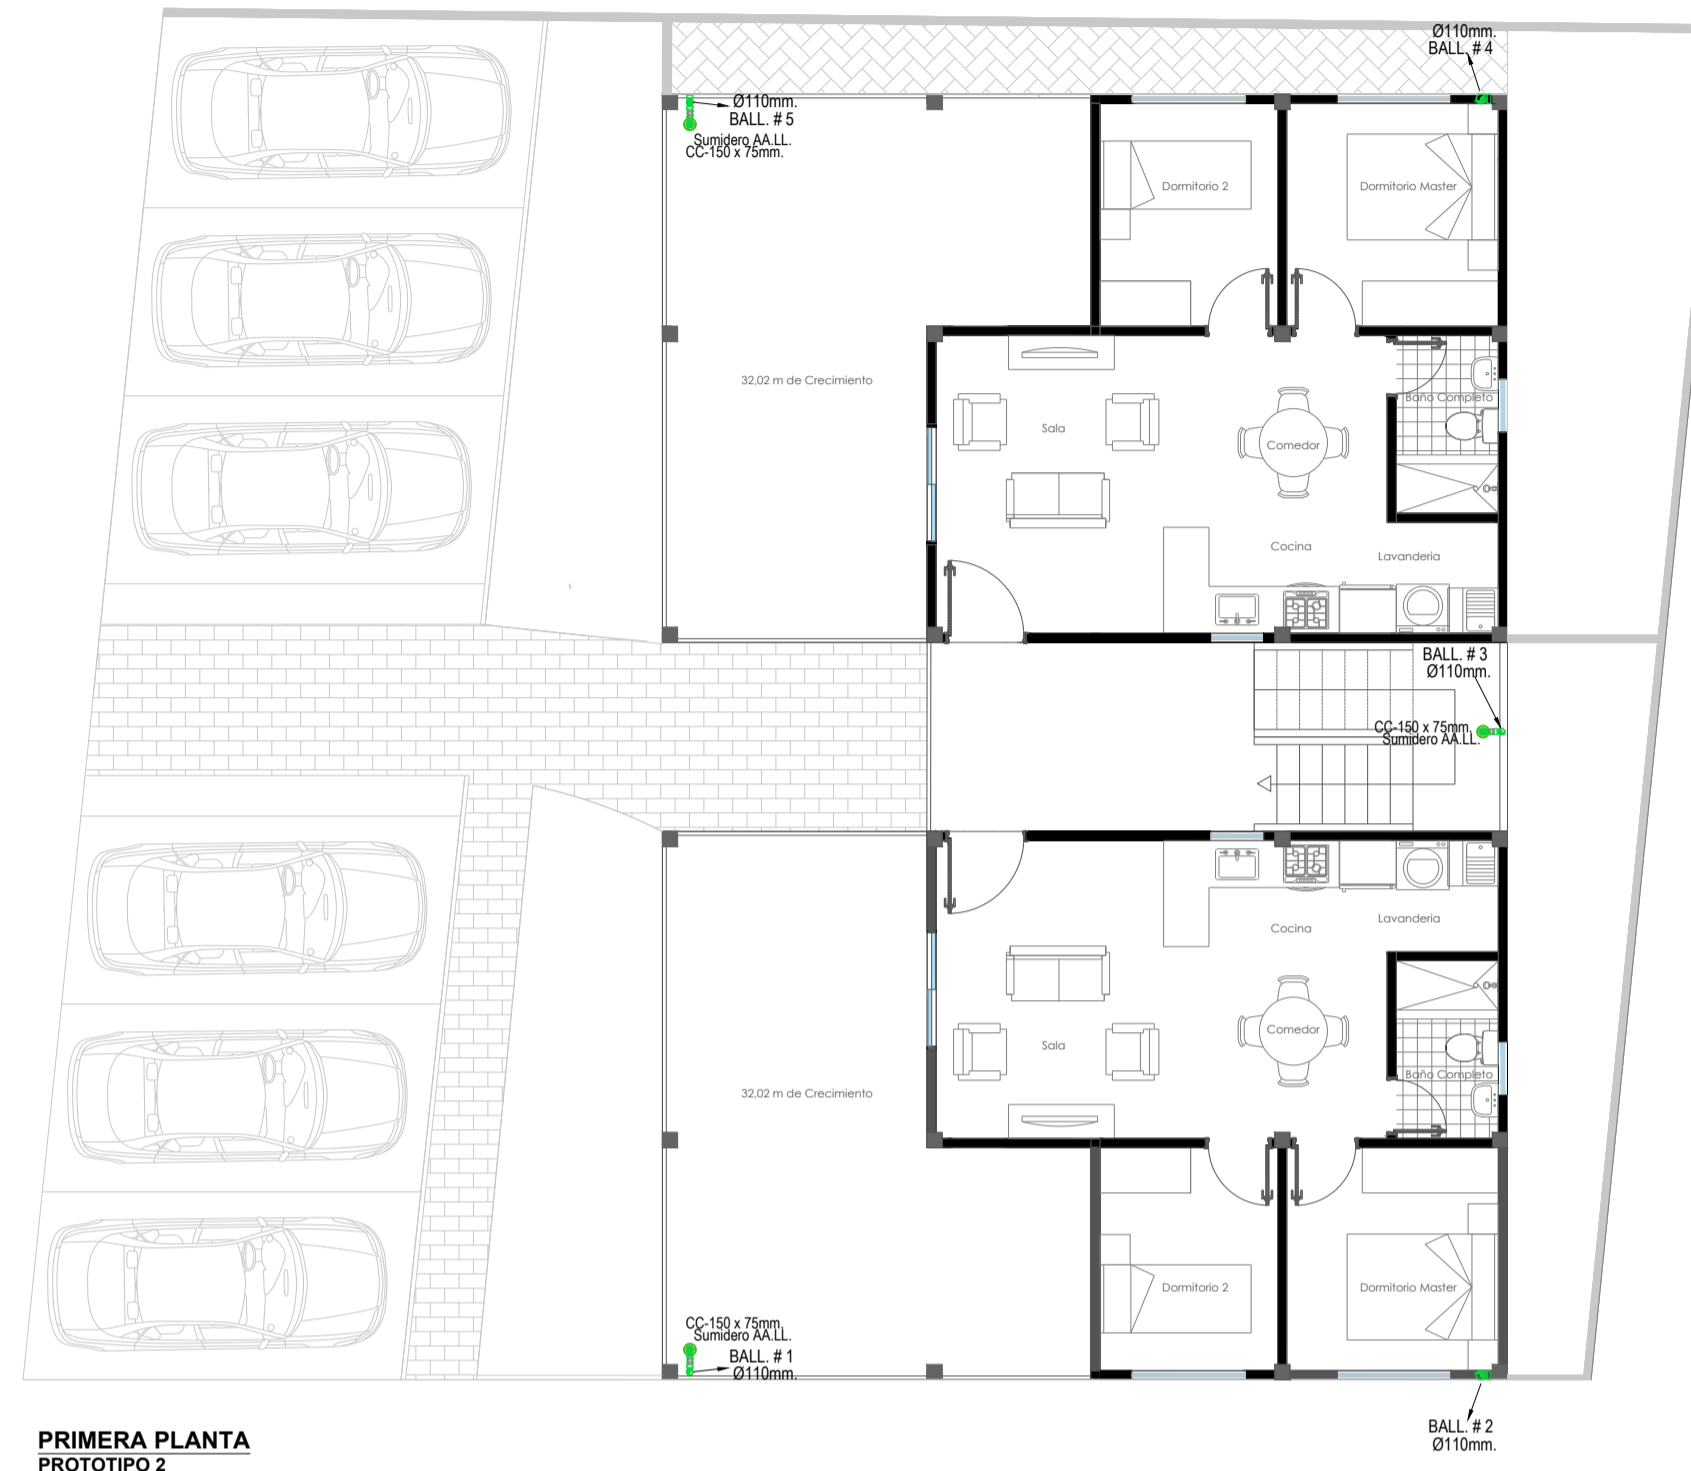 Ø110mm.
BALL. # 4
Ø110mm.
BALL. # 5
Sumidero AA.LL.
CC-150 x 75mm.
Dormitorio 2
Dormitorio Master
32,02 m de Crecimiento
Baño Completo
Sala
Comedor
Cocina
Lavanderia
BALL. # 3
Ø110mm.
CC-150 x 75mm.
Sumidero AA.LL.
Lavanderia
Cocina
Comedor
Sala
Baño Completo
32,02 m de Crecimiento
Dormitorio 2
Dormitorio Master
CC-150 x 75mm.
Sumidero AA.LL.
BALL. # 1
Ø110mm.
BALL. # 2
Ø110mm.
PRIMERA PLANTA
PROTOTIPO 2